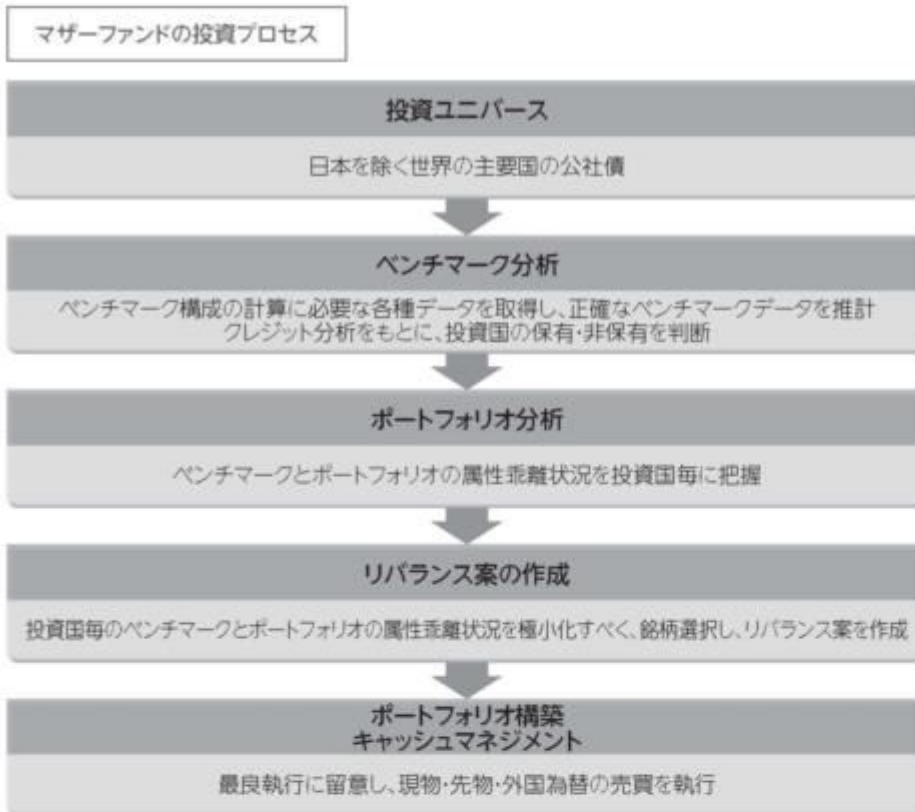 マザーファンドの投資プロセス
投資ユニバース
日本を除く世界の主要国の公社債
ベンチマーク分析
ベンチマーク構成の計算に必要な各種データを取得し、正確なベンチマークデータを推計
クレジット分析をもとに、投資国の保有・非保有を判断
ポートフォリオ分析
ベンチマークとポートフォリオの属性乖離状況を投資国毎に把握
リバランス案の作成
投資国毎のベンチマークとポートフォリオの属性乖離状況を極小化すべく、銘柄選択し、リバランス案を作成
ポートフォリオ構築
キャッシュマネジメント
最良執行に留意し、現物・先物・外国為替の売買を執行